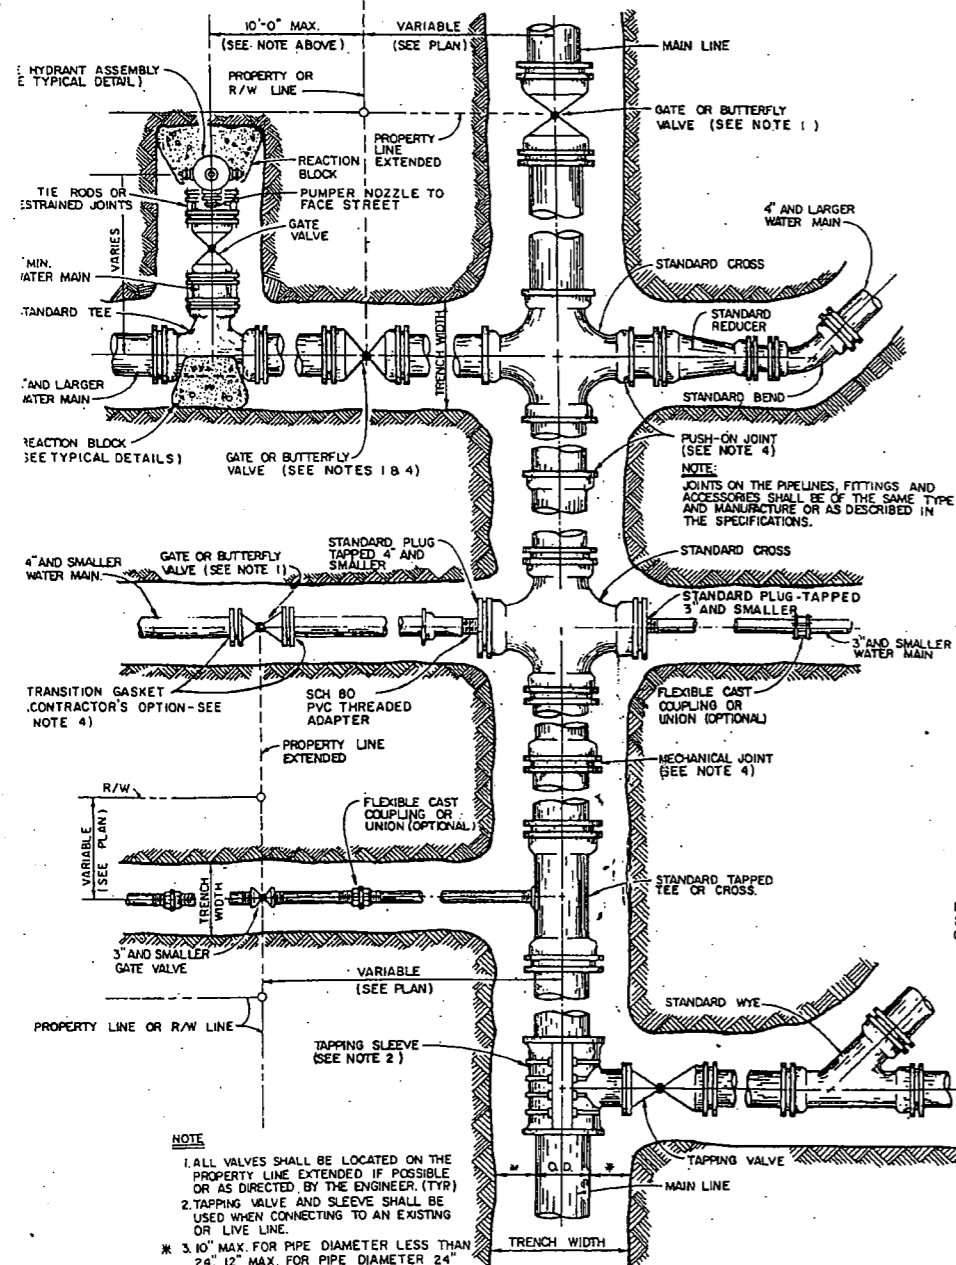 10'-0" MAX.
(SEE NOTE ABOVE)
VARIABLE
(SEE PLAN)
MAIN LINE
HYDRANT ASSEMBLY
E TYPICAL DETAIL)
PROPERTY OR
R/W LINE
GATE OR BUTTERFLY
VALVE (SEE NOTE 1)
PROPERTY
LINE
EXTENDED
REACTION
BLOCK
TIE RODS OR
ESTRAINED JOINTS
PUMPER NOZZLE TO
FACE STREET
GATE
VALVE
4" AND LARGER
WATER MAIN
VARIES
MIN.
ATER MAIN
STANDARD CROSS
TANDARD TEE
STANDARD
REDUCER
TRENCH WIDTH
"AND LARGER
ATER MAIN
STANDARD BEND
REACTION BLOCK
SEE TYPICAL DETAILS)
GATE OR BUTTERFLY
VALVE (SEE NOTES 1 & 4)
PUSH-ON JOINT
(SEE NOTE 4)
NOTE:
JOINTS ON THE PIPELINES, FITTINGS AND
ACCESSORIES SHALL BE OF THE SAME TYPE
AND MANUFACTURE OR AS DESCRIBED IN
THE SPECIFICATIONS.
4" AND SMALLER
WATER MAIN
GATE OR BUTTERFLY
VALVE (SEE NOTE 1)
STANDARD PLUG
TAPPED 4" AND
SMALLER
STANDARD CROSS
STANDARD PLUG-TAPPED
3" AND SMALLER
3" AND SMALLER
WATER MAIN
TRANSITION GASKET
(CONTRACTOR'S OPTION-SEE
NOTE 4)
SCH 80
PVC THREADED
ADAPTER
FLEXIBLE CAST
COUPLING OR
UNION (OPTIONAL)
PROPERTY LINE
EXTENDED
MECHANICAL JOINT
(SEE NOTE 4)
R/W
VARIABLE
(SEE PLAN)
FLEXIBLE CAST
COUPLING OR
UNION (OPTIONAL)
TRENCH
WIDTH
STANDARD TAPPED
TEE OR CROSS.
3" AND SMALLER
GATE VALVE
VARIABLE
(SEE PLAN)
PROPERTY LINE OR R/W LINE
STANDARD WYE
TAPPING SLEEVE
(SEE NOTE 2)
TAPPING VALVE
* O.D. *
MAIN LINE
TRENCH WIDTH
NOTE
1. ALL VALVES SHALL BE LOCATED ON THE
PROPERTY LINE EXTENDED IF POSSIBLE
OR AS DIRECTED BY THE ENGINEER. (TYP)
2. TAPPING VALVE AND SLEEVE SHALL BE
USED WHEN CONNECTING TO AN EXISTING
OR LIVE LINE.
* 3. 10" MAX. FOR PIPE DIAMETER LESS THAN
24", 12" MAX. FOR PIPE DIAMETER 24"